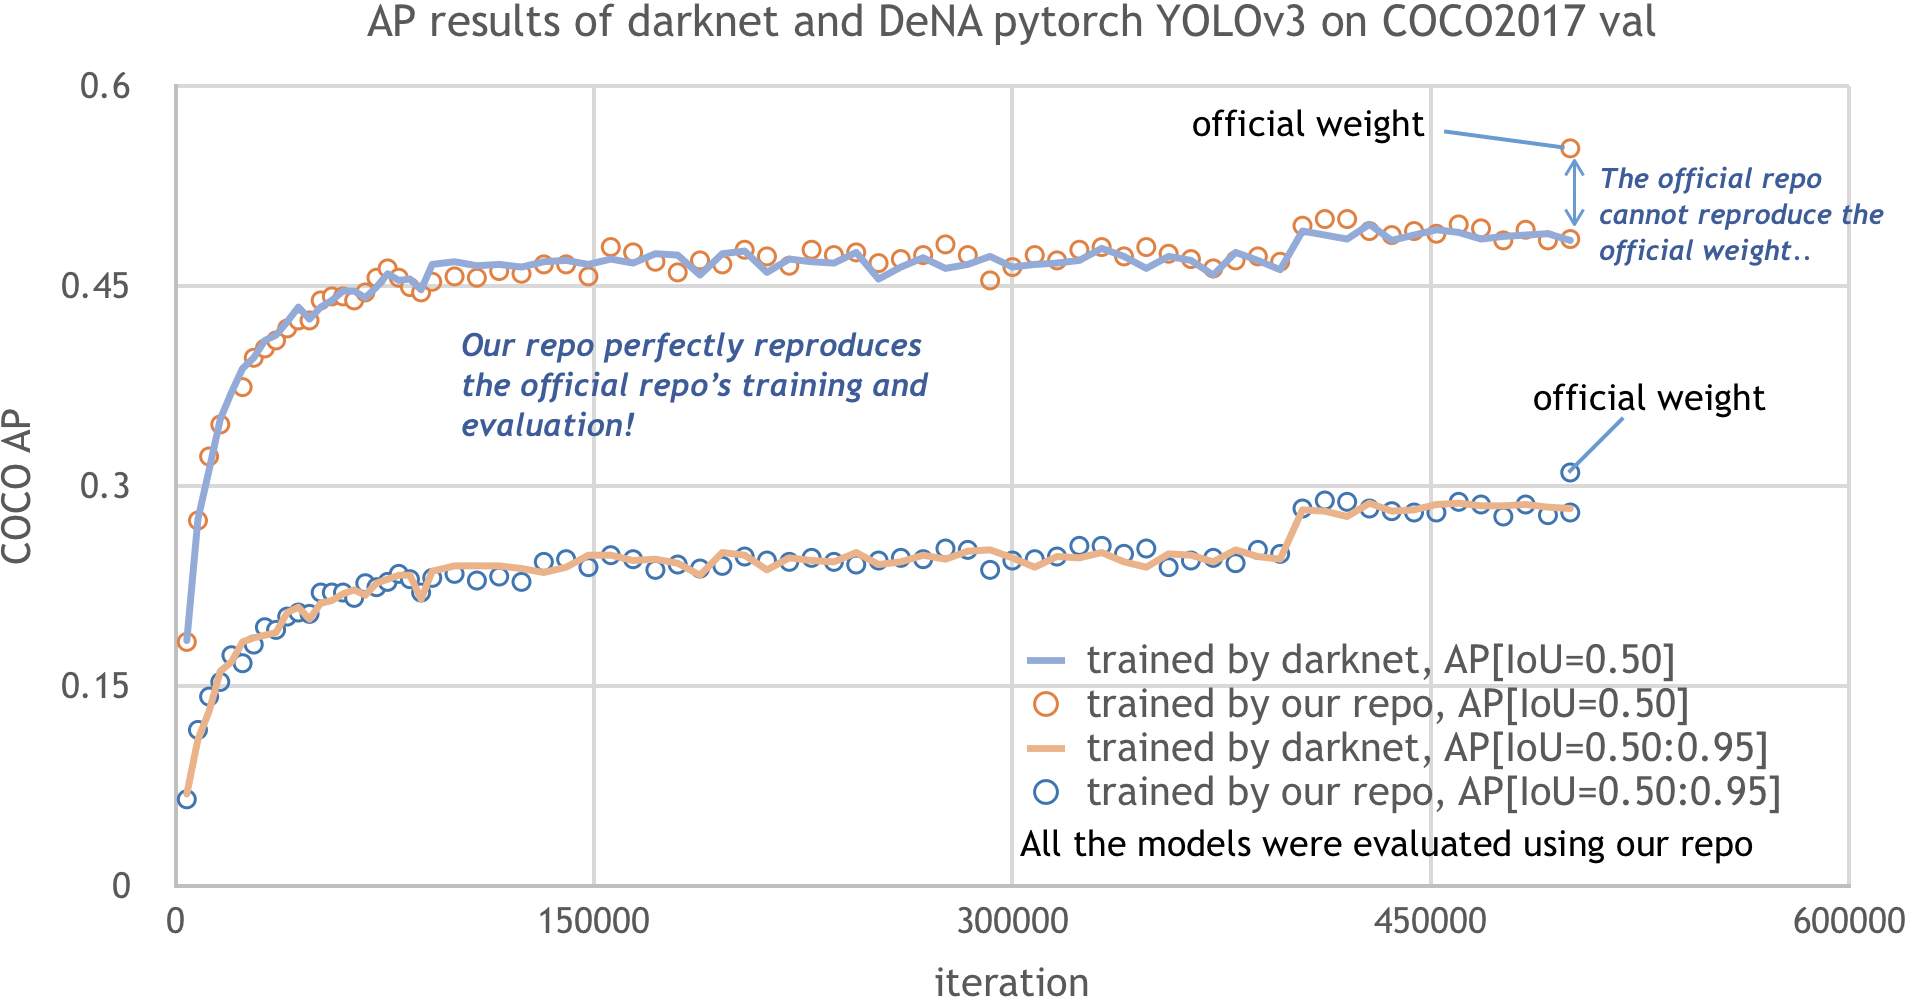 AP results of darknet and DeNA pytorch YOLOv3 on COCO2017 val
0.6
0.45
0.3
0.15
0
COCO AP
official weight
The official repo
cannot reproduce the
official weight..
Our repo perfectly reproduces
the official repo’s training and
evaluation!
official weight
trained by darknet, AP[IoU=0.50]
trained by our repo, AP[IoU=0.50]
trained by darknet, AP[IoU=0.50:0.95]
trained by our repo, AP[IoU=0.50:0.95]
All the models were evaluated using our repo
0
150000
300000
450000
600000
iteration